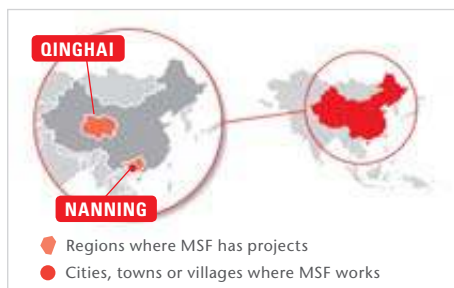 QINGHAI
NANNING
Regions where MSF has projects
Cities, towns or villages where MSF works